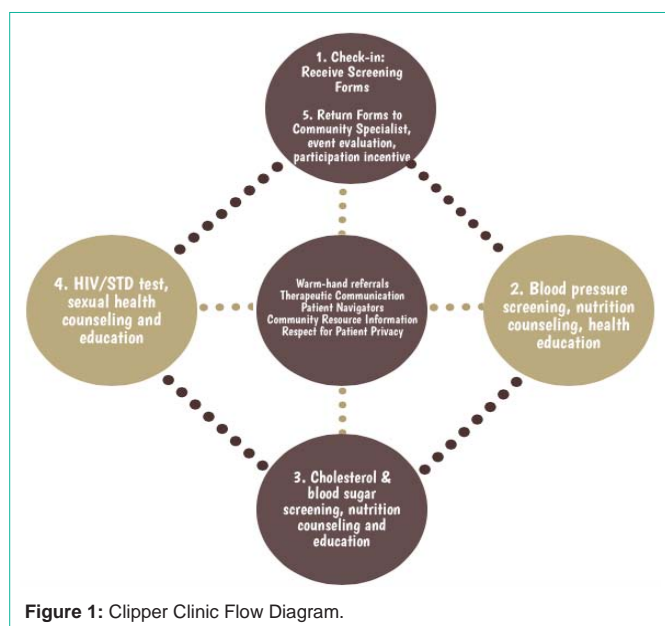 1. Check-in:
Receive Screening
Forms
5. Return Forms to
Community Specialist,
event evaluation,
participation incentive
4. HIV/STD test,
sexual health
counseling and
education
Warm-hand referrals
Therapeutic Communication
Patient Navigators
Community Resource Information
Respect for Patient Privacy
2. Blood pressure
screening, nutrition
counseling, health
education
3. Cholesterol &
blood sugar
screening, nutrition
counseling and
education
Figure 1: Clipper Clinic Flow Diagram.